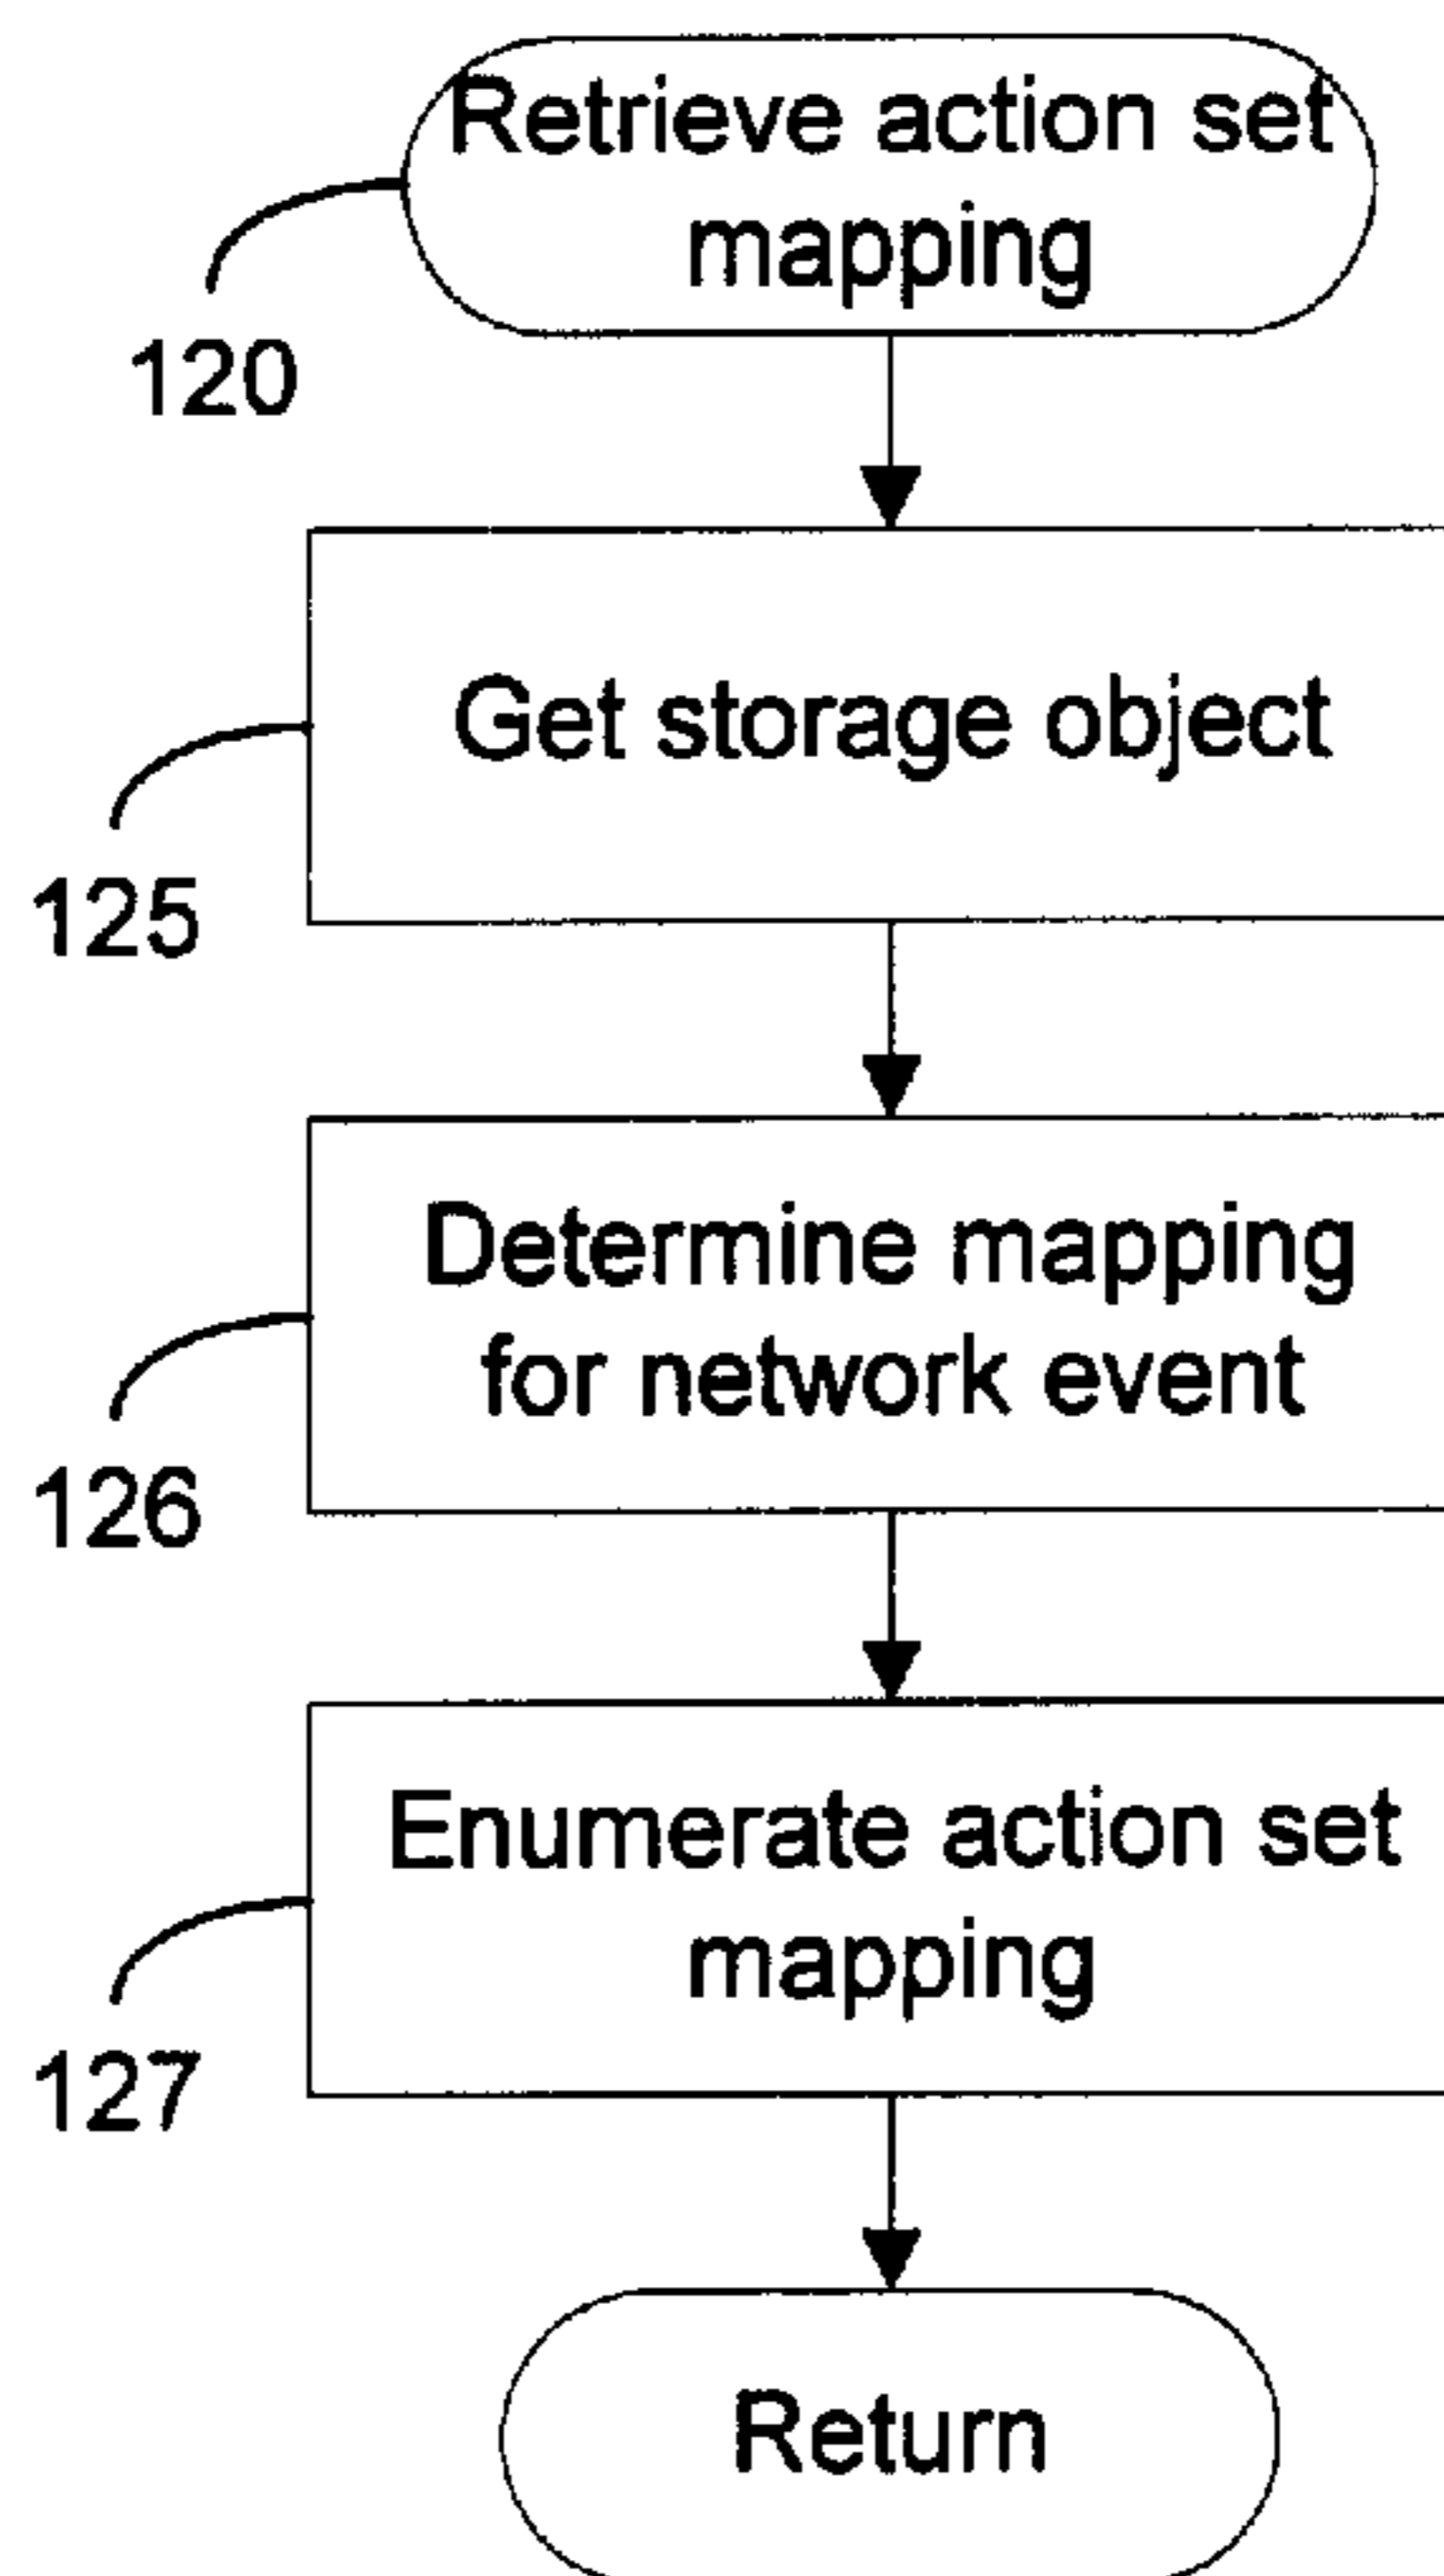 Retrieve action set
mapping
120
Get storage object
125
Determine mapping
for network event
126
Enumerate action set
mapping
127
Return